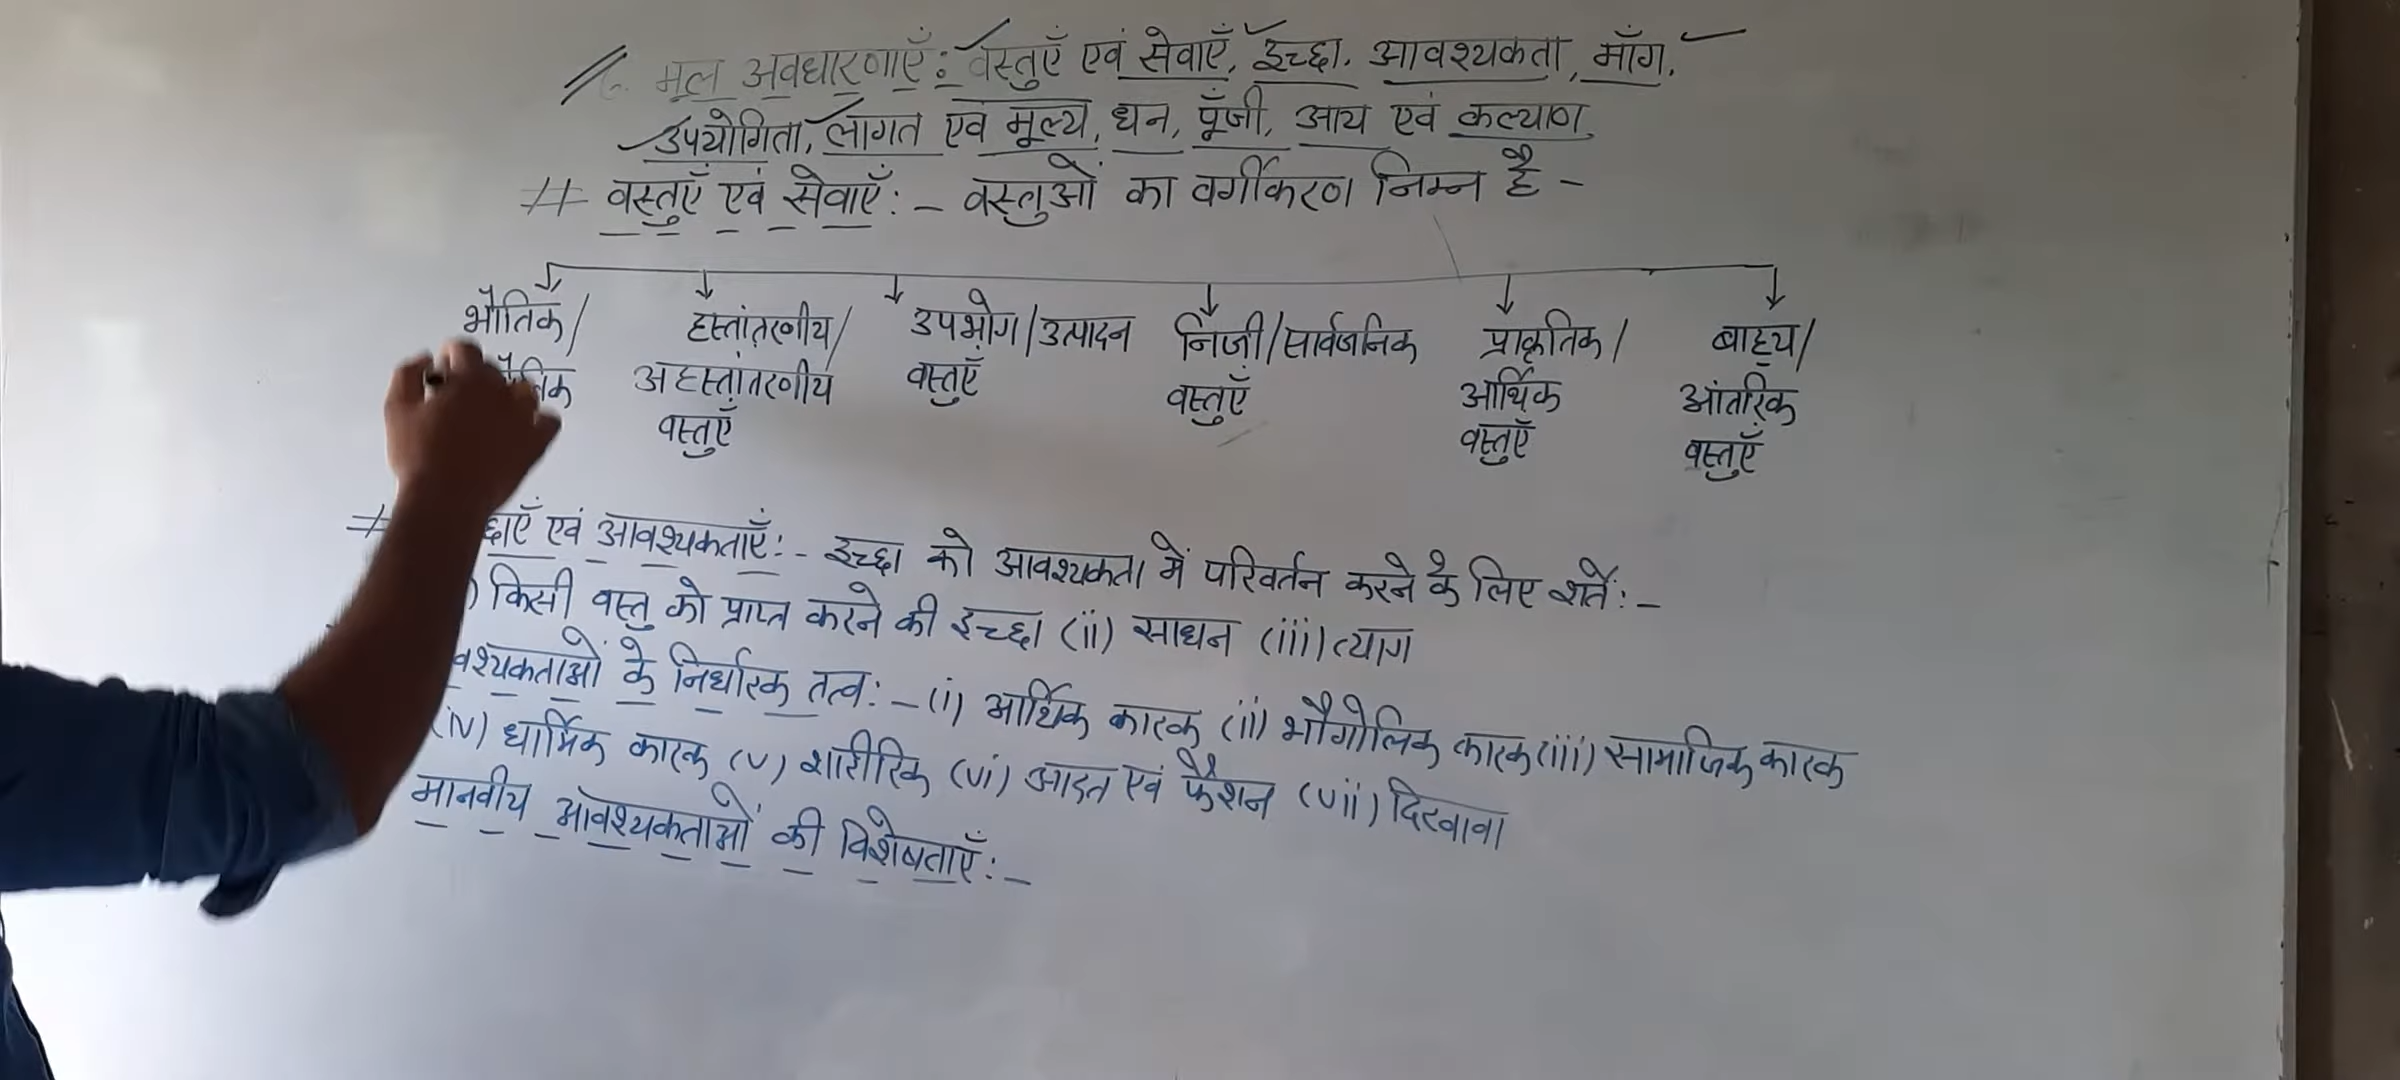 मूल अवधारणाएँ: वस्तुएँ एवं सेवाएँ, इच्छा, आवश्यकता, माँग,
उपयोगिता, लागत एवं मूल्य, धन, पूँजी, आय एवं कल्याण
# वस्तुएँ एवं सेवाएँ:- वस्तुओं का वर्गीकरण निम्न है -
भौतिक/ हस्तांतरणीय/ उपभोग/उत्पादन निजी/सार्वजनिक प्राकृतिक/ बाह्य/
अहस्तांतरणीय वस्तुएँ वस्तुएँ आर्थिक आंतरिक
वस्तुएँ वस्तुएँ वस्तुएँ
# एवं आवश्यकताएँ:- इच्छा को आवश्यकता में परिवर्तन करने के लिए शर्तें:-
किसी वस्तु को प्राप्त करने की इच्छा (ii) साधन (iii) त्याग
के निर्धारक तत्व:- (i) आर्थिक कारक (ii) भौगोलिक कारक (iii) सामाजिक कारक
(iv) धार्मिक कारक (v) शारीरिक (vi) आदत एवं फैशन (vii) दिखावा
मानवीय आवश्यकताओं की विशेषताएँ:-